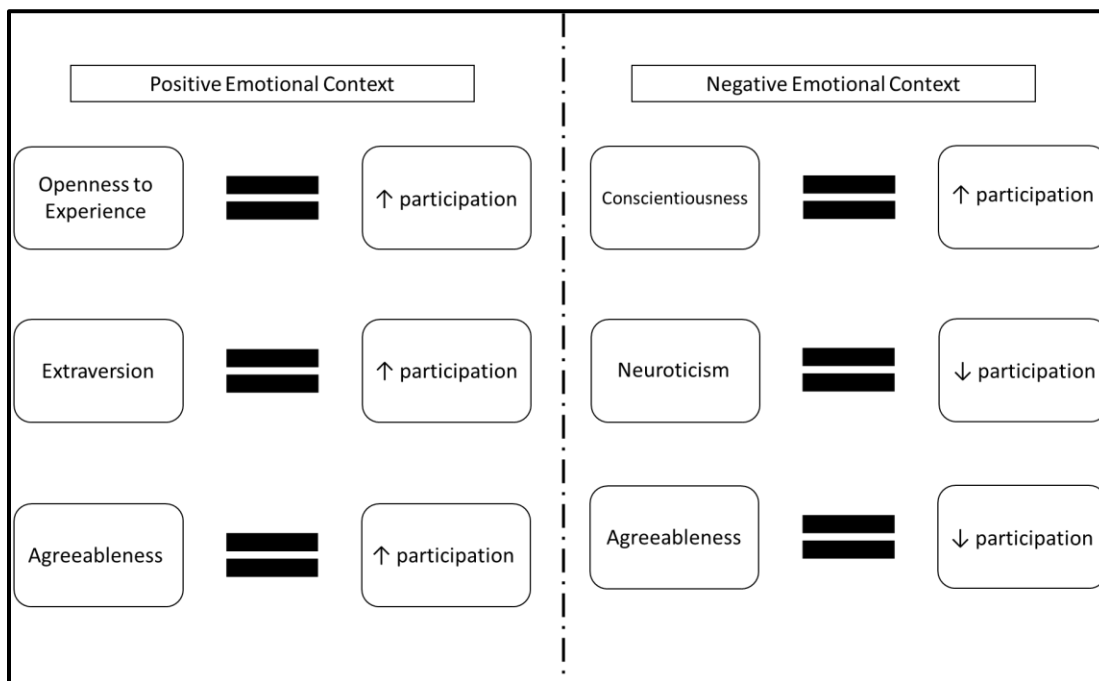 Positive Emotional Context
Openness to
Experience
↑ participation
Extraversion
↑ participation
Agreeableness
↑ participation
Negative Emotional Context
Conscientiousness
↑ participation
Neuroticism
↓ participation
Agreeableness
↓ participation